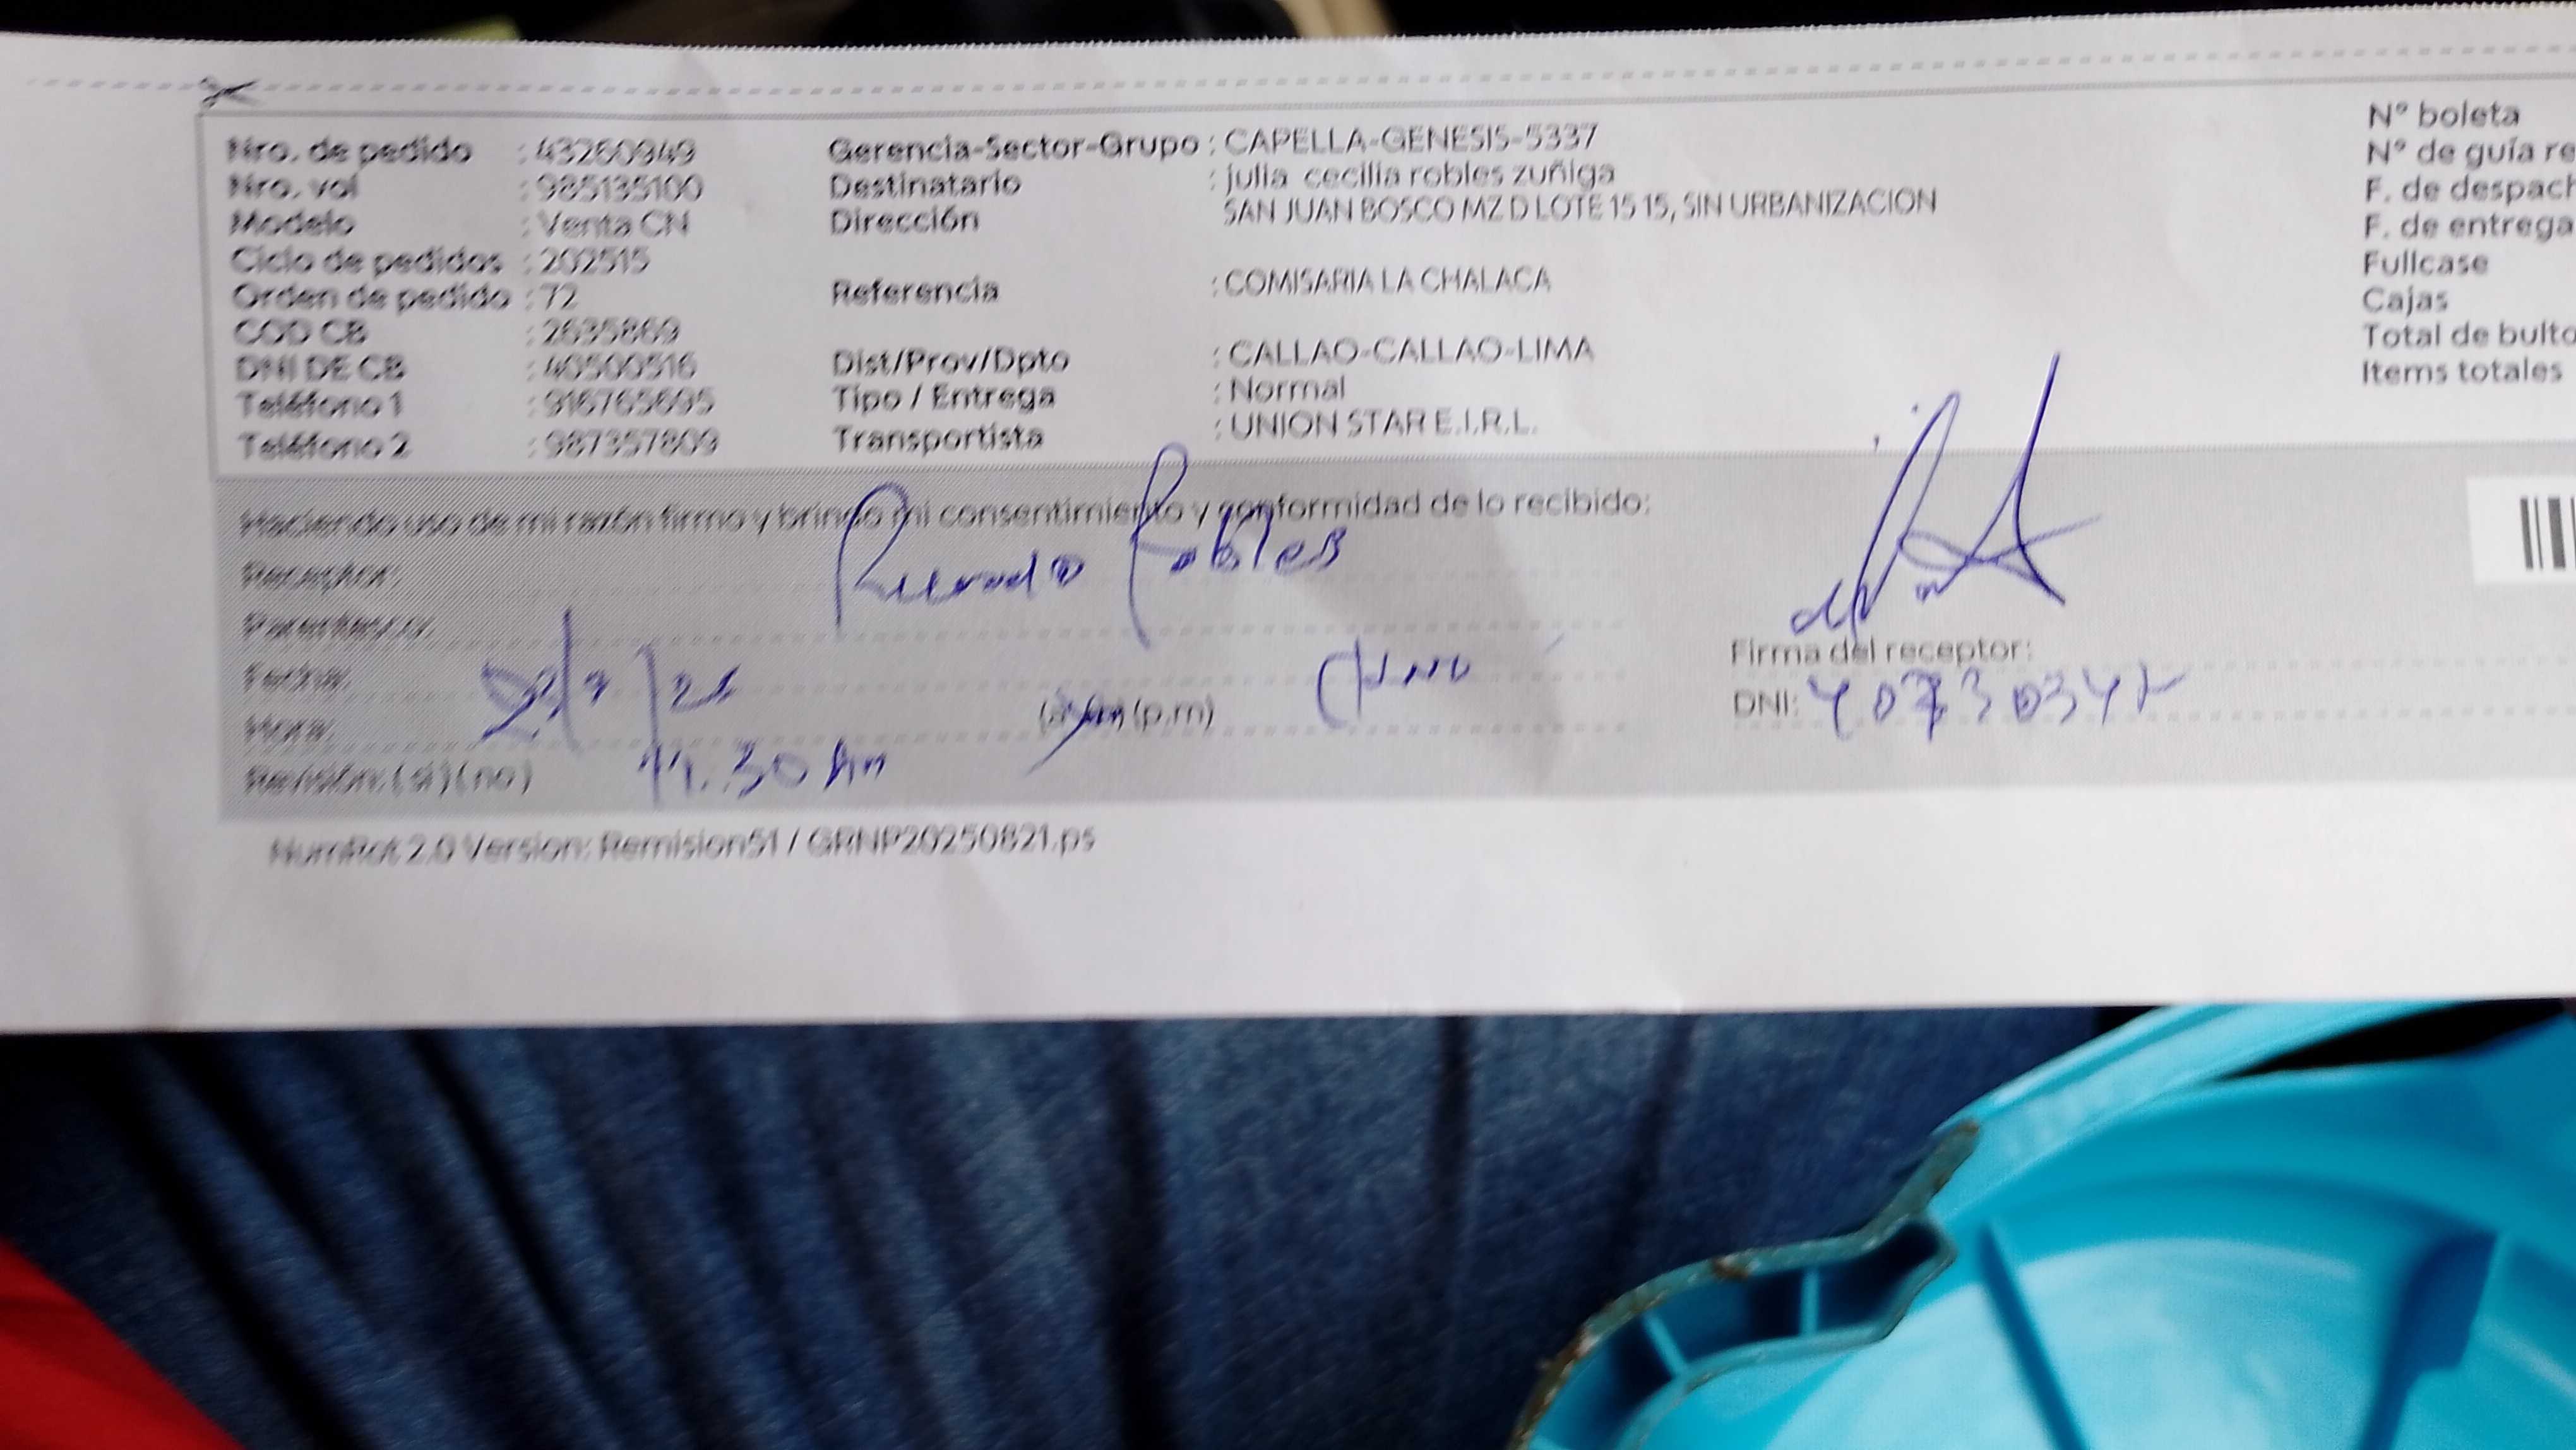 Nro. de pedido : 43260949
Nro. vol : 985135100
Modelo : Venta CN
Ciclo de pedidos : 202515
Orden de pedido : 72
COD CB : 2635869
DNI DE CB : 40500516
Teléfono 1 : 916765695
Teléfono 2 : 987357809
Gerencia-Sector-Grupo : CAPELLA-GENESIS-5337
Destinatario : julia cecilia robles zuñiga
Dirección SAN JUAN BOSCO MZ D LOTE 15 15, SIN URBANIZACION
Referencia : COMISARIA LA CHALACA
Dist/Prov/Dpto : CALLAO-CALLAO-LIMA
Tipo / Entrega : Normal
Transportista : UNION STAR E.I.R.L.
N° boleta
N° de guía re
F. de despach
F. de entrega
Fullcase
Cajas
Total de bulto
Items totales
Haciendo uso de mi razón firmo y brindo mi consentimiento y conformidad de lo recibido:
Receptor: Robles
Parentesco:
Fecha:
Hora: (p.m)
Revisión: (si) (no) 11.30 Am
Firma del receptor:
DNI:
NumRot 2.0 Version: Remision51 / GRNP20250821.ps